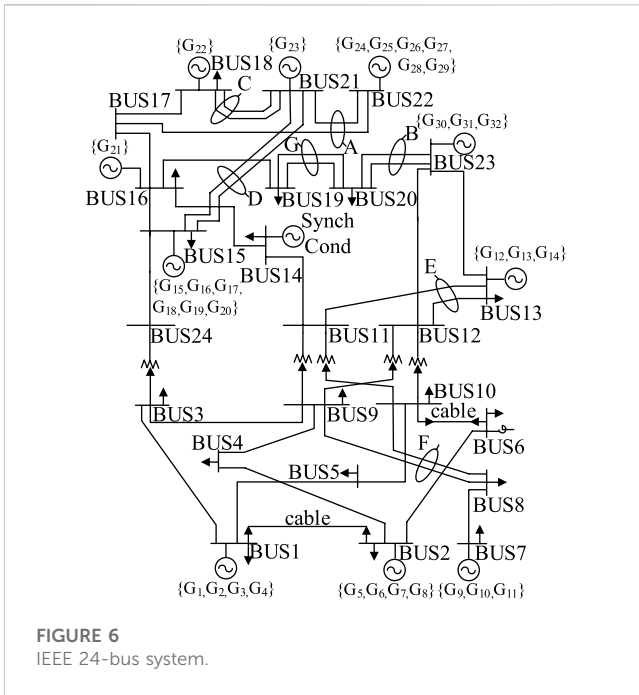 {G₂₂}
BUS18
{G₂₃}
{G₂₄,G₂₅,G₂₆,G₂₇,
G₂₈,G₂₉}
BUS21
BUS17
C
BUS22
A
B
{G₃₀,G₃₁,G₃₂}
BUS23
{G₂₁}
G
D
BUS16
BUS19
BUS20
Synch
Cond
BUS15
BUS14
{G₁₅,G₁₆,G₁₇,
G₁₈,G₁₉,G₂₀}
E
{G₁₂,G₁₃,G₁₄}
BUS13
BUS24
BUS11
BUS12
BUS10
cable
BUS3
BUS9
BUS6
BUS4
BUS5
F
BUS8
cable
BUS1
BUS2
BUS7
{G₁,G₂,G₃,G₄}
{G₅,G₆,G₇,G₈}
{G₉,G₁₀,G₁₁}
FIGURE 6
IEEE 24-bus system.